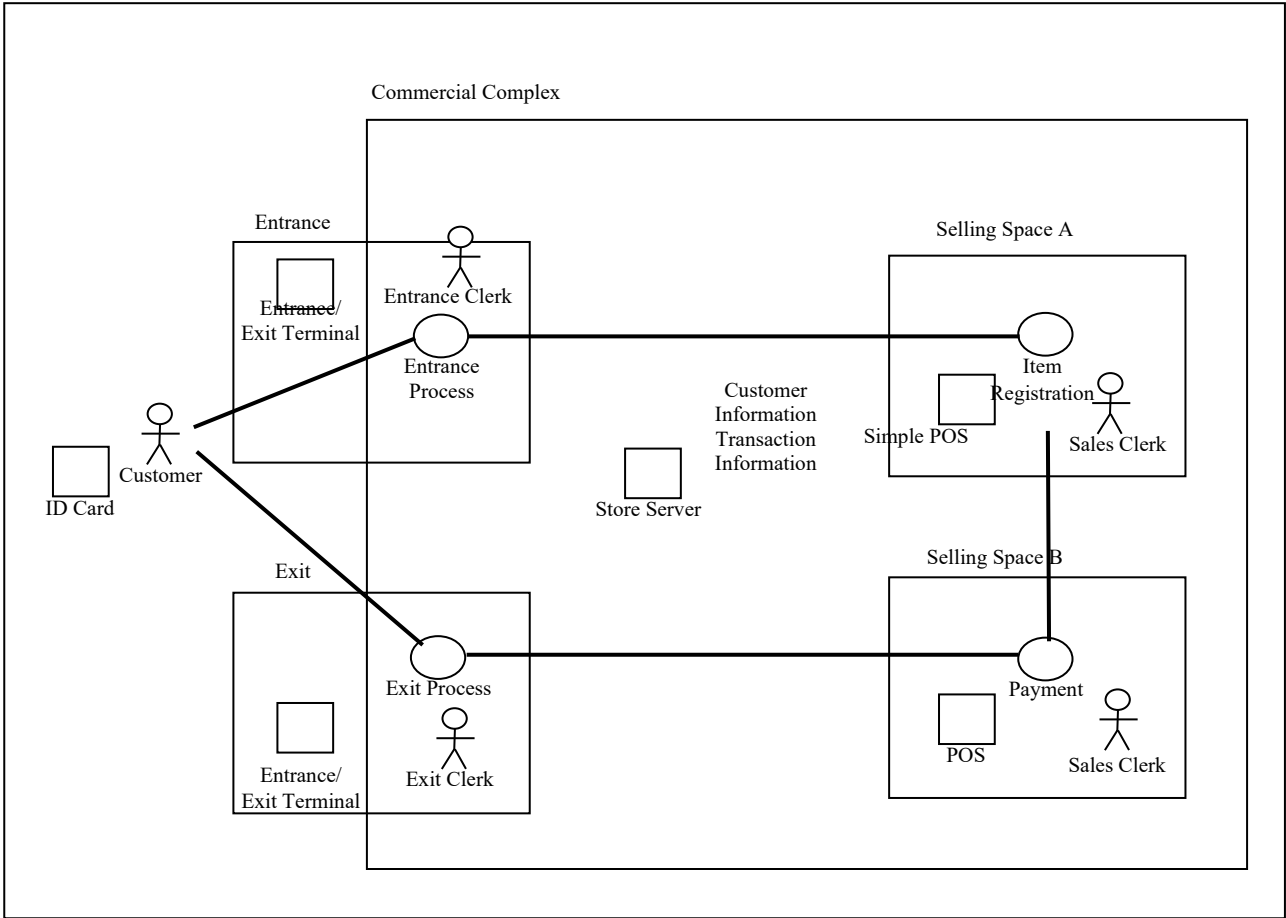 Commercial Complex
Entrance
Selling Space A
Entrance/
Exit Terminal
Entrance Clerk
Entrance
Process
Item
Registration
Simple POS
Sales Clerk
Customer
Information
Transaction
Information
Store Server
Customer
ID Card
Exit
Selling Space B
Exit Process
Exit Clerk
Entrance/
Exit Terminal
Payment
POS
Sales Clerk